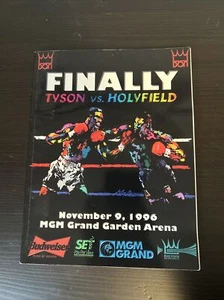 FINALLY
TYSON vs. HOLYFIELD
November 9, 1996
MGM Grand Garden Arena
Budweiser
SET
MGM
GRAND